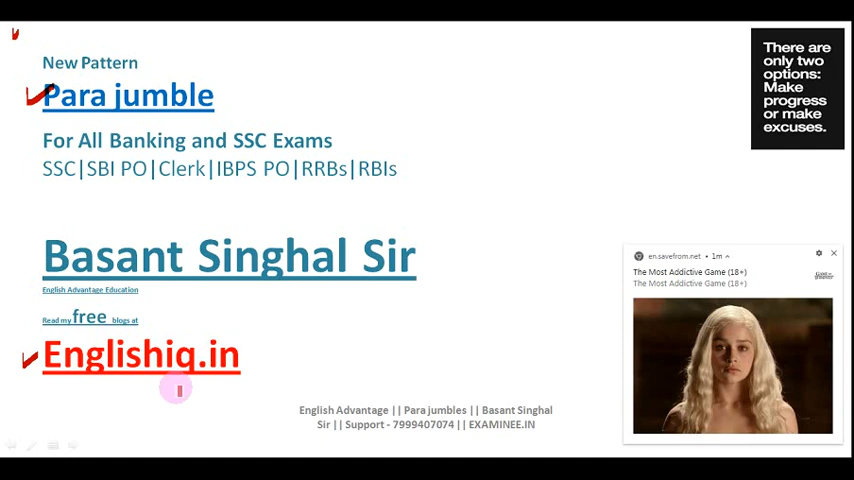 New Pattern
Para jumble
For All Banking and SSC Exams
SSC|SBI PO|Clerk|IBPS PO|RRBs|RBIs
Basant Singhal Sir
English Advantage Education
Read my free blogs at
Englishiq.in
English Advantage || Para jumbles || Basant Singhal
Sir || Support - 7999407074 || EXAMINEE.IN
There are
only two
options:
Make
progress
or make
excuses.
en.savefrom.net • 1m
The Most Addictive Game (18+)
The Most Addictive Game (18+)